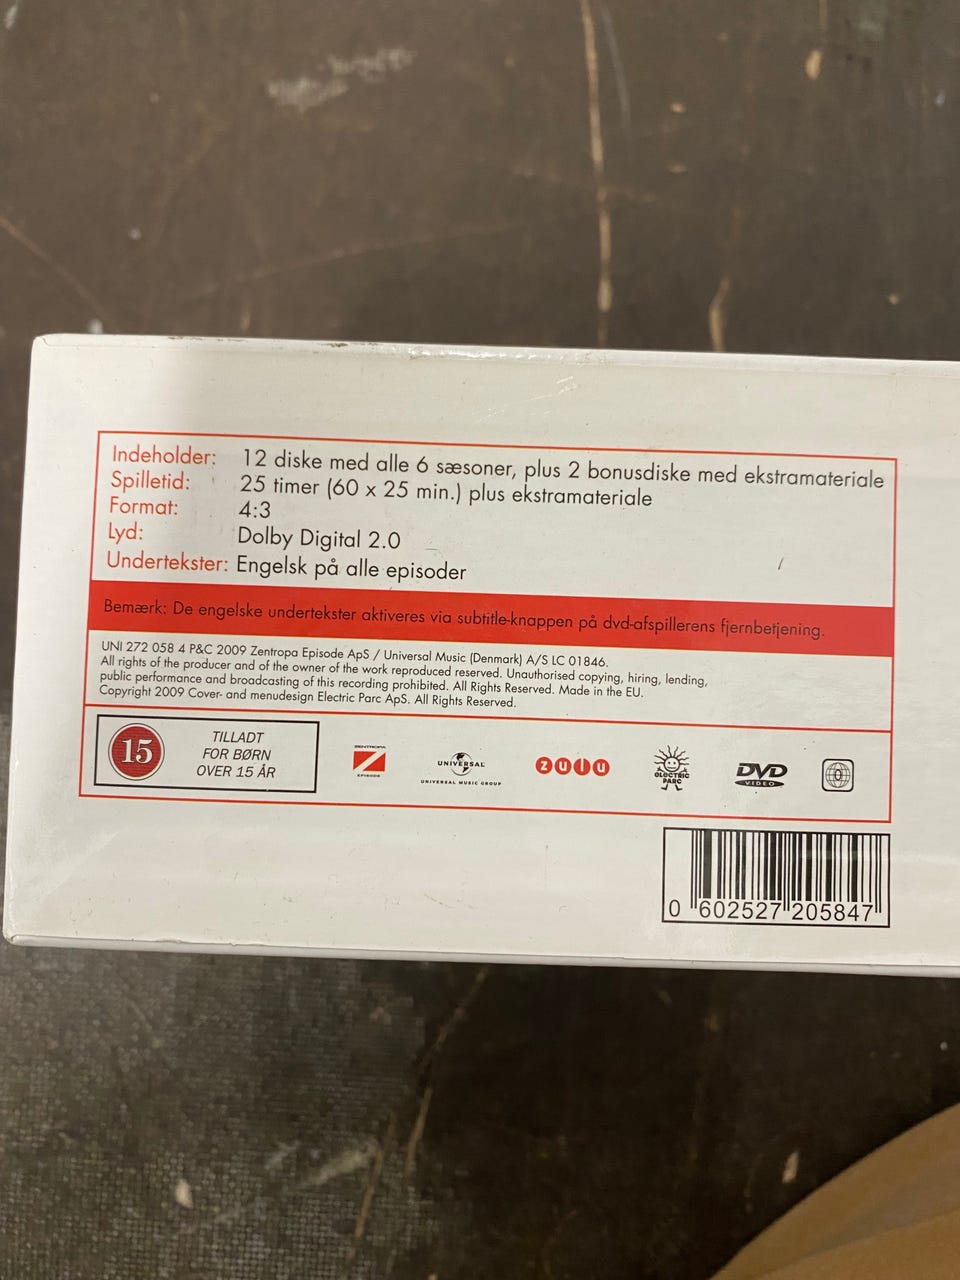 Indeholder: 12 diske med alle 6 sæsoner, plus 2 bonusdiske med ekstramateriale
Spilletid: 25 timer (60 x 25 min.) plus ekstramateriale
Format: 4:3
Lyd: Dolby Digital 2.0
Undertekster: Engelsk på alle episoder
Bemærk: De engelske undertekster aktiveres via subtitle-knappen på dvd-afspillerens fjernbetjening.
UNI 272 058 4 P&C 2009 Zentropa Episode ApS / Universal Music (Denmark) A/S LC 01846.
All rights of the producer and of the owner of the work reproduced reserved. Unauthorised copying, hiring, lending,
public performance and broadcasting of this recording prohibited. All Rights Reserved. Made in the EU.
Copyright 2009 Cover- and menudesign Electric Parc ApS. All Rights Reserved.
15
TILLADT
FOR BØRN
OVER 15 ÅR
ZENTROPA
EPISODE
UNIVERSAL
UNIVERSAL MUSIC GROUP
ZULU
ELECTRIC
PARC
DVD
VIDEO
0
0 602527 205847